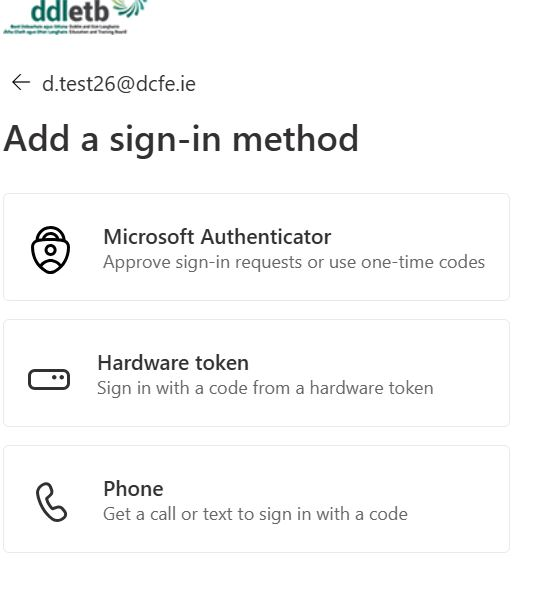 ddletb
← d.test26@dcfe.ie
Add a sign-in method
Microsoft Authenticator
Approve sign-in requests or use one-time codes
Hardware token
Sign in with a code from a hardware token
Phone
Get a call or text to sign in with a code